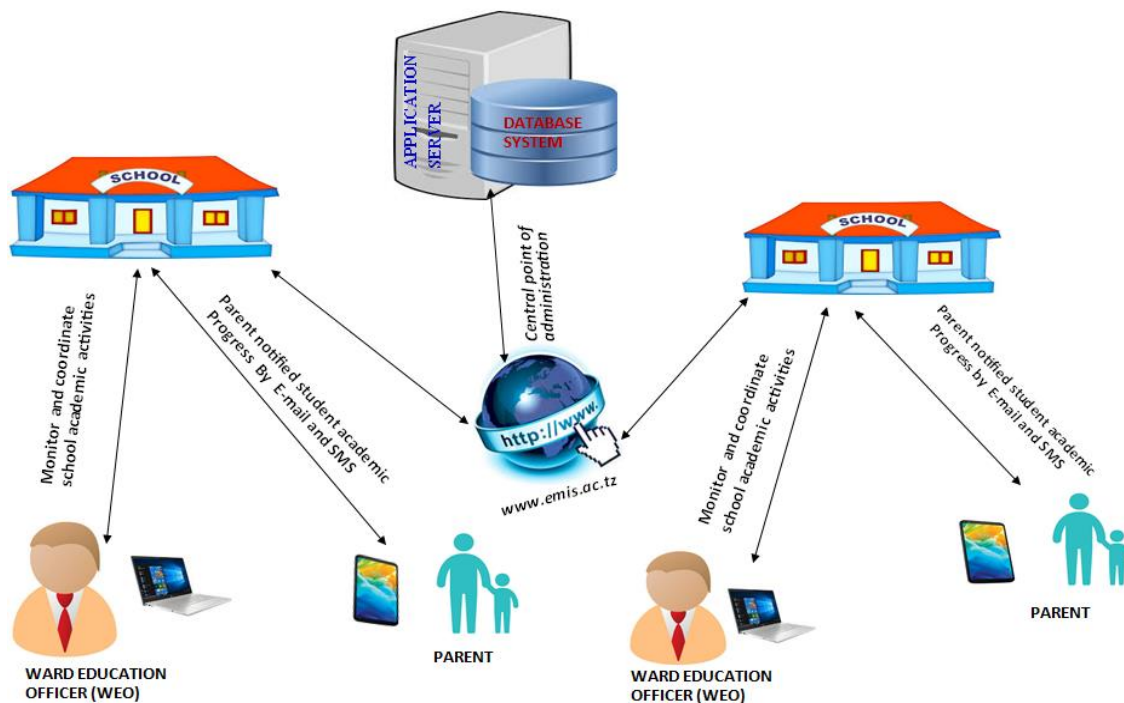 APPLICATION
SERVER
DATABASE
SYSTEM
SCHOOL
SCHOOL
Central point of
administration
Monitor and coordinate
school academic activities
Parent notified student academic
Progress By E-mail and SMS
http://www.
www.emis.ac.tz
Monitor and coordinate
school academic activities
Parent notified student academic
Progress by E-mail and SMS
WARD EDUCATION
OFFICER (WEO)
PARENT
WARD EDUCATION
OFFICER (WEO)
PARENT